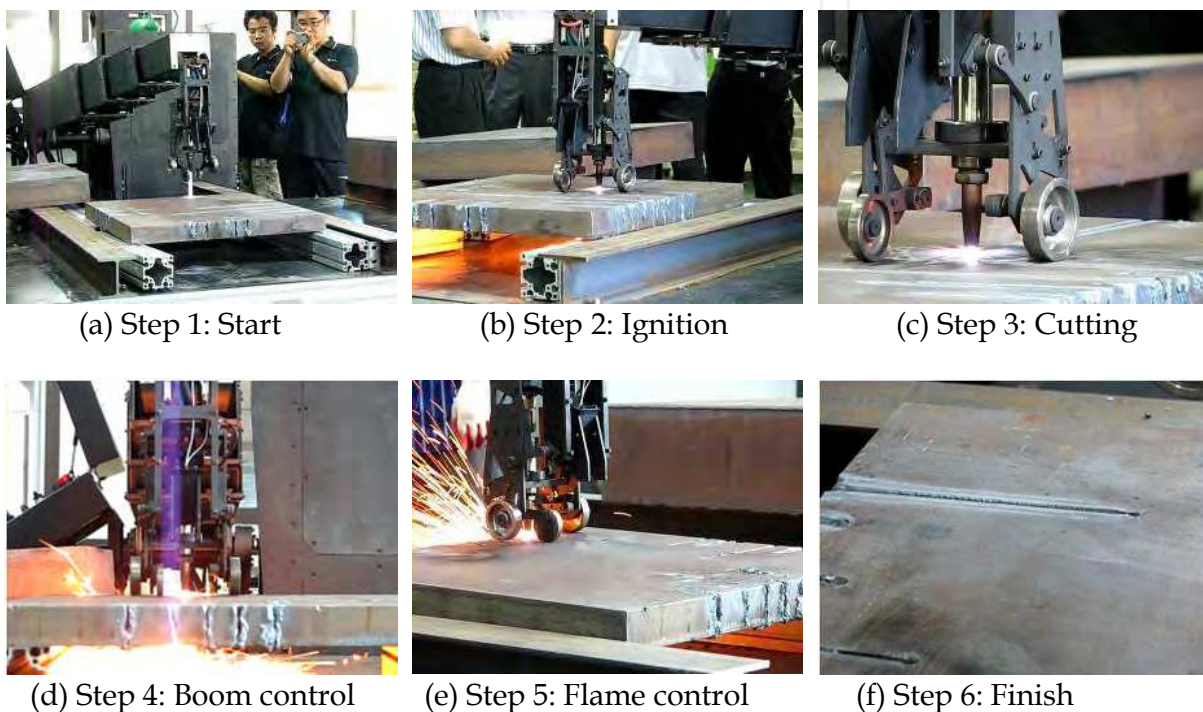 (a) Step 1: Start
(b) Step 2: Ignition
(c) Step 3: Cutting
(d) Step 4: Boom control
(e) Step 5: Flame control
(f) Step 6: Finish